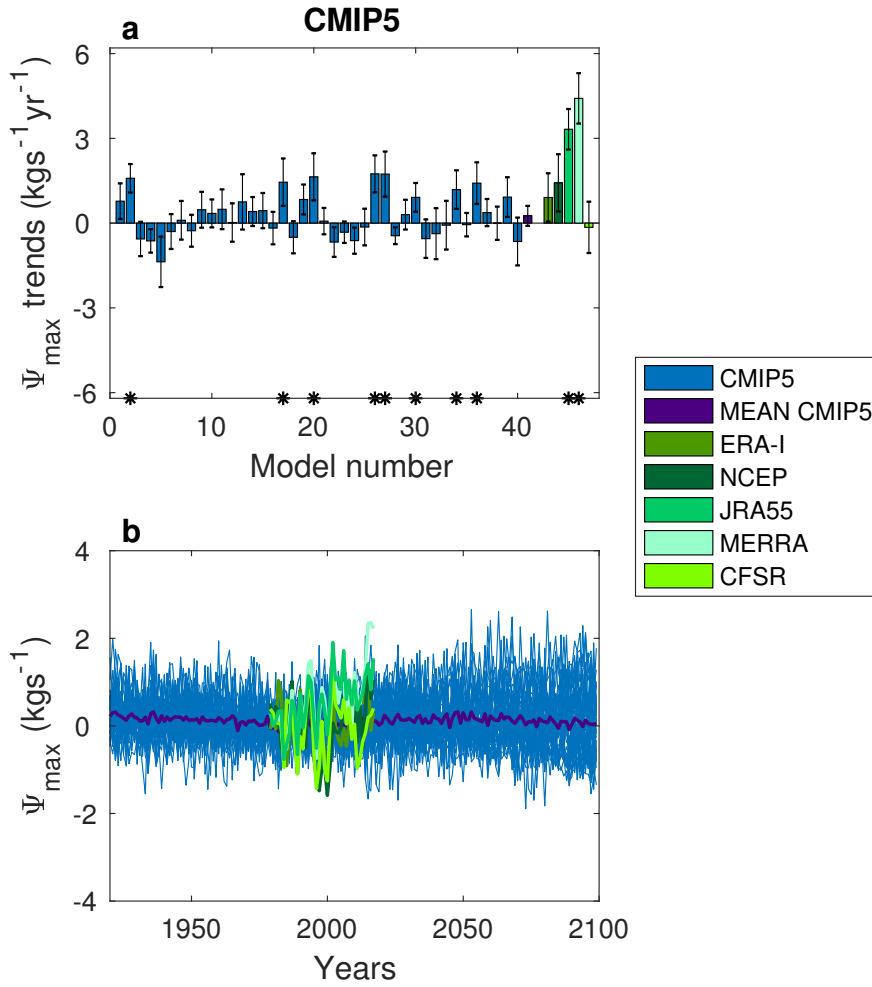 CMIP5
a
6
3
0
-3
-6
Ψmax trends (kgs-1yr-1)
0 10 20 30 40
Model number
CMIP5
MEAN CMIP5
ERA-I
NCEP
JRA55
MERRA
CFSR
b
4
2
0
-2
-4
Ψmax (kgs-1)
1950 2000 2050 2100
Years